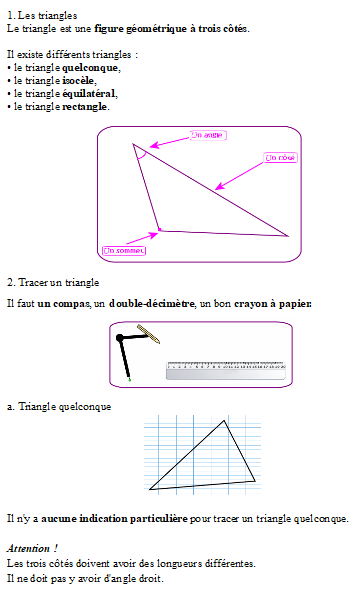 1. Les triangles
Le triangle est une figure géométrique à trois côtés.
Il existe différents triangles :
• le triangle quelconque,
• le triangle isocèle,
• le triangle équilatéral,
• le triangle rectangle.
Un angle
Un côté
Un sommet
2. Tracer un triangle
Il faut un compas, un double-décimètre, un bon crayon à papier.
a. Triangle quelconque
Il n'y a aucune indication particulière pour tracer un triangle quelconque.
Attention !
Les trois côtés doivent avoir des longueurs différentes.
Il ne doit pas y avoir d'angle droit.